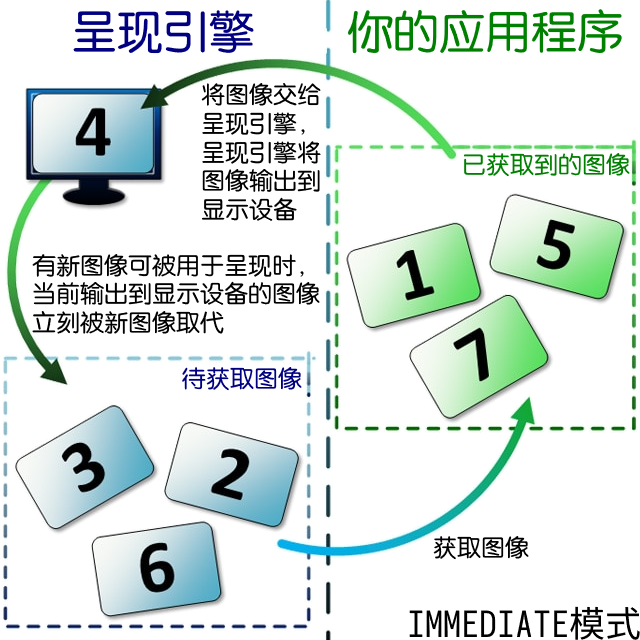 呈现引擎
你的应用程序
4
将图像交给
呈现引擎，
呈现引擎将
图像输出到
显示设备
已获取到的图像
1
5
7
有新图像可被用于呈现时，
当前输出到显示设备的图像
立刻被新图像取代
待获取图像
3
2
6
获取图像
IMMEDIATE模式